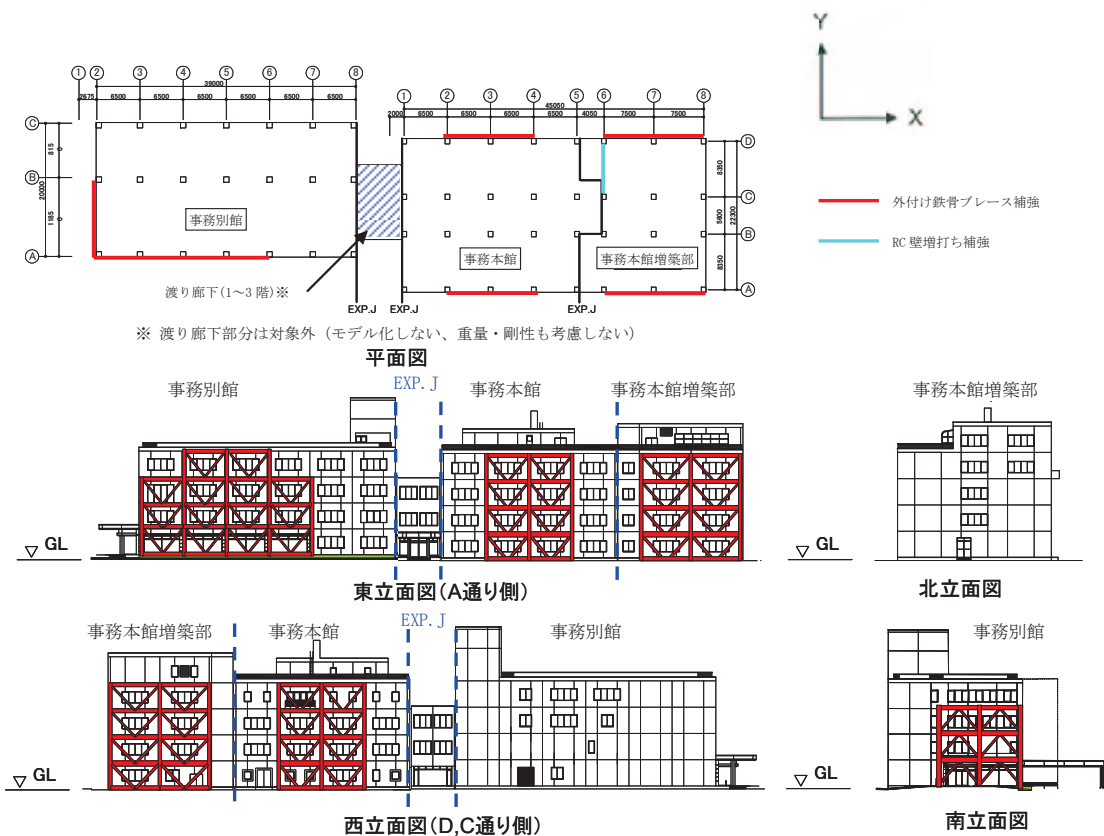 ① ② ③ ④ ⑤ ⑥ ⑦ ⑧
39000
2675 6500 6500 6500 6500 6500 6500
① ② ③ ④ ⑤ ⑥ ⑦ ⑧
45050
2000 6500 6500 6500 6500 4050 7500 7500
Ⓒ
Ⓑ
Ⓐ
815
0
20000
1185
0
Ⓓ
Ⓒ
Ⓑ
Ⓐ
8350
5600
22300
8350
事務別館
事務本館
事務本館増築部
渡り廊下(1~3 階)※
EXP.J
EXP.J
EXP.J
※ 渡り廊下部分は対象外(モデル化しない、重量・剛性も考慮しない)
平面図
Y
X
外付け鉄骨ブレース補強
RC 壁増打ち補強
事務別館
EXP. J
事務本館
事務本館増築部
GL
東立面図(A通り側)
事務本館増築部
GL
北立面図
事務本館増築部
事務本館
EXP. J
事務別館
GL
西立面図(D,C通り側)
事務別館
GL
南立面図